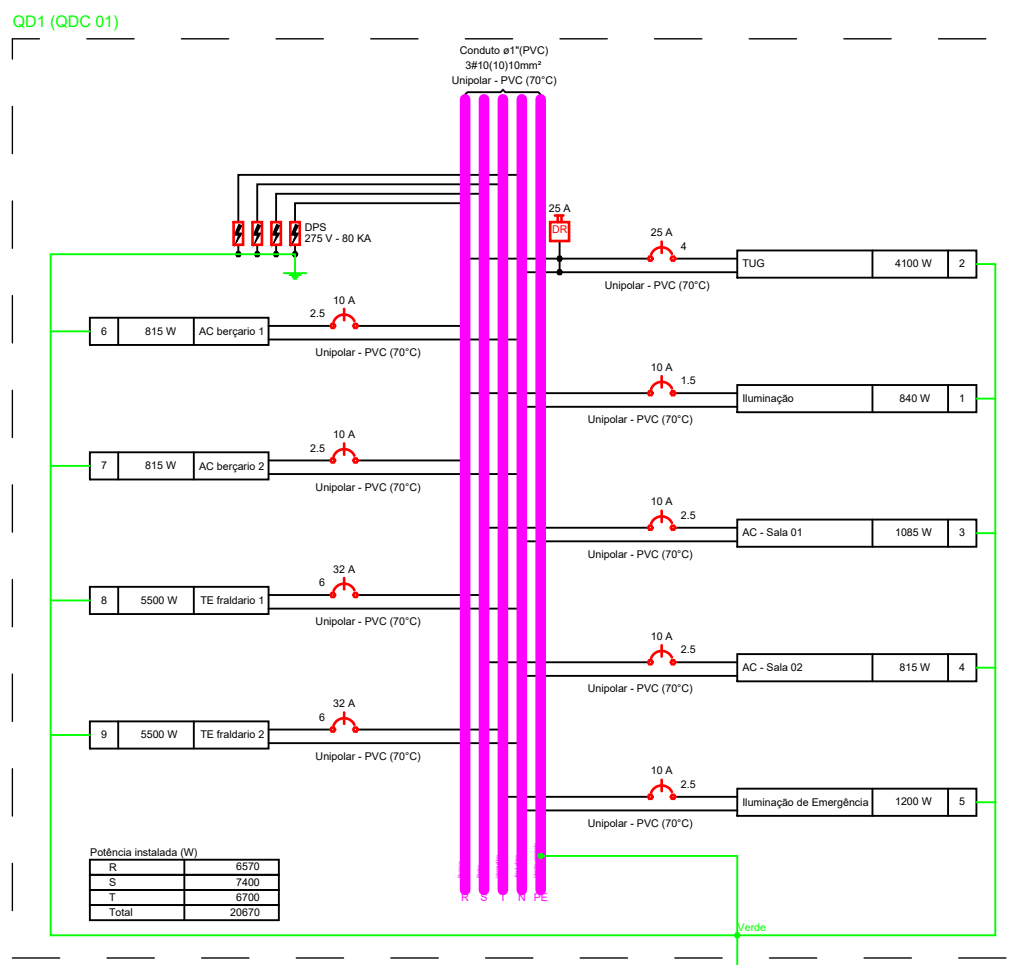 QD1 (QDC 01)
Conduto ø1"(PVC)
3#10(10)10mm²
Unipolar - PVC (70°C)
DPS
275 V - 80 KA
25 A
DR
25 A
4
TUG 4100 W 2
Unipolar - PVC (70°C)
10 A
2.5
6 815 W AC berçario 1
Unipolar - PVC (70°C)
10 A
1.5
Iluminação 840 W 1
Unipolar - PVC (70°C)
10 A
2.5
7 815 W AC berçario 2
Unipolar - PVC (70°C)
10 A
2.5
AC - Sala 01 1085 W 3
Unipolar - PVC (70°C)
32 A
6
8 5500 W TE fraldario 1
Unipolar - PVC (70°C)
10 A
2.5
AC - Sala 02 815 W 4
Unipolar - PVC (70°C)
32 A
6
9 5500 W TE fraldario 2
Unipolar - PVC (70°C)
10 A
2.5
Iluminação de Emergência 1200 W 5
Unipolar - PVC (70°C)
Potência instalada (W)
R 6570
S 7400
T 6700
Total 20670
R S T N PE
Verde